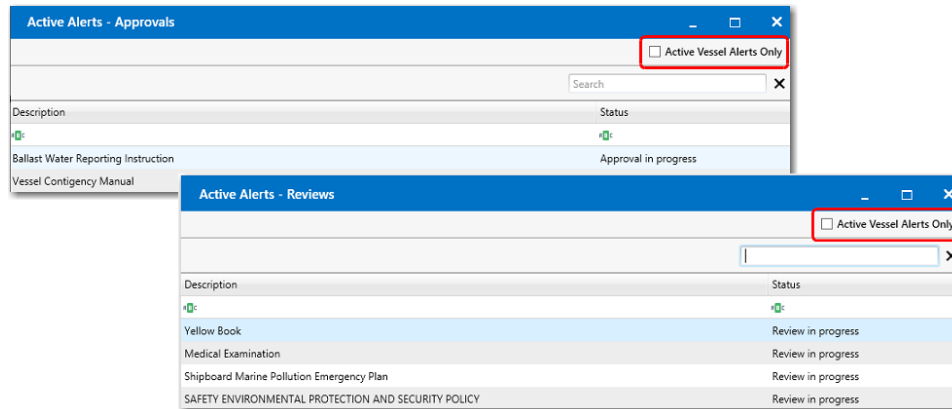 Active Alerts - Approvals
Active Vessel Alerts Only
Search
Description Status
Ballast Water Reporting Instruction Approval in progress
Vessel Contigency Manual
Active Alerts - Reviews
Active Vessel Alerts Only
Description Status
Yellow Book Review in progress
Medical Examination Review in progress
Shipboard Marine Pollution Emergency Plan Review in progress
SAFETY ENVIRONMENTAL PROTECTION AND SECURITY POLICY Review in progress